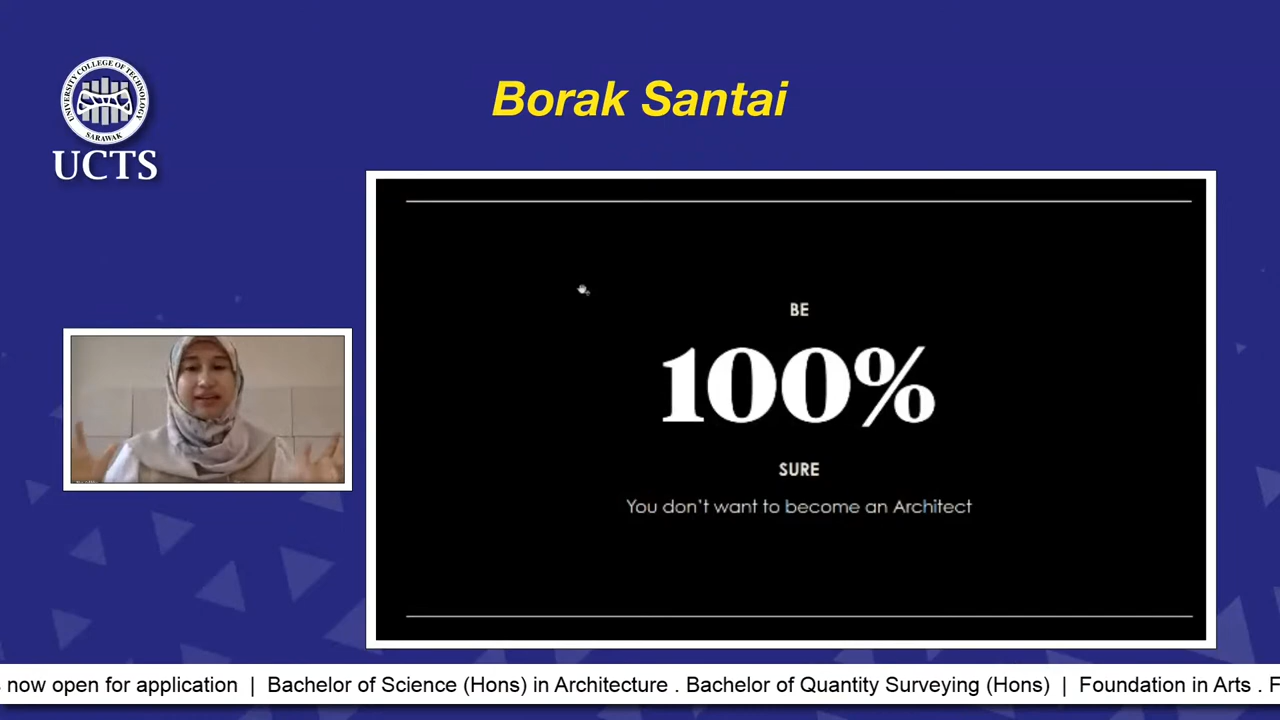 UNIVERSITY COLLEGE OF TECHNOLOGY
SARAWAK
UCTS
Borak Santai
BE
100%
SURE
You don't want to become an Architect
now open for application | Bachelor of Science (Hons) in Architecture . Bachelor of Quantity Surveying (Hons) | Foundation in Arts . F